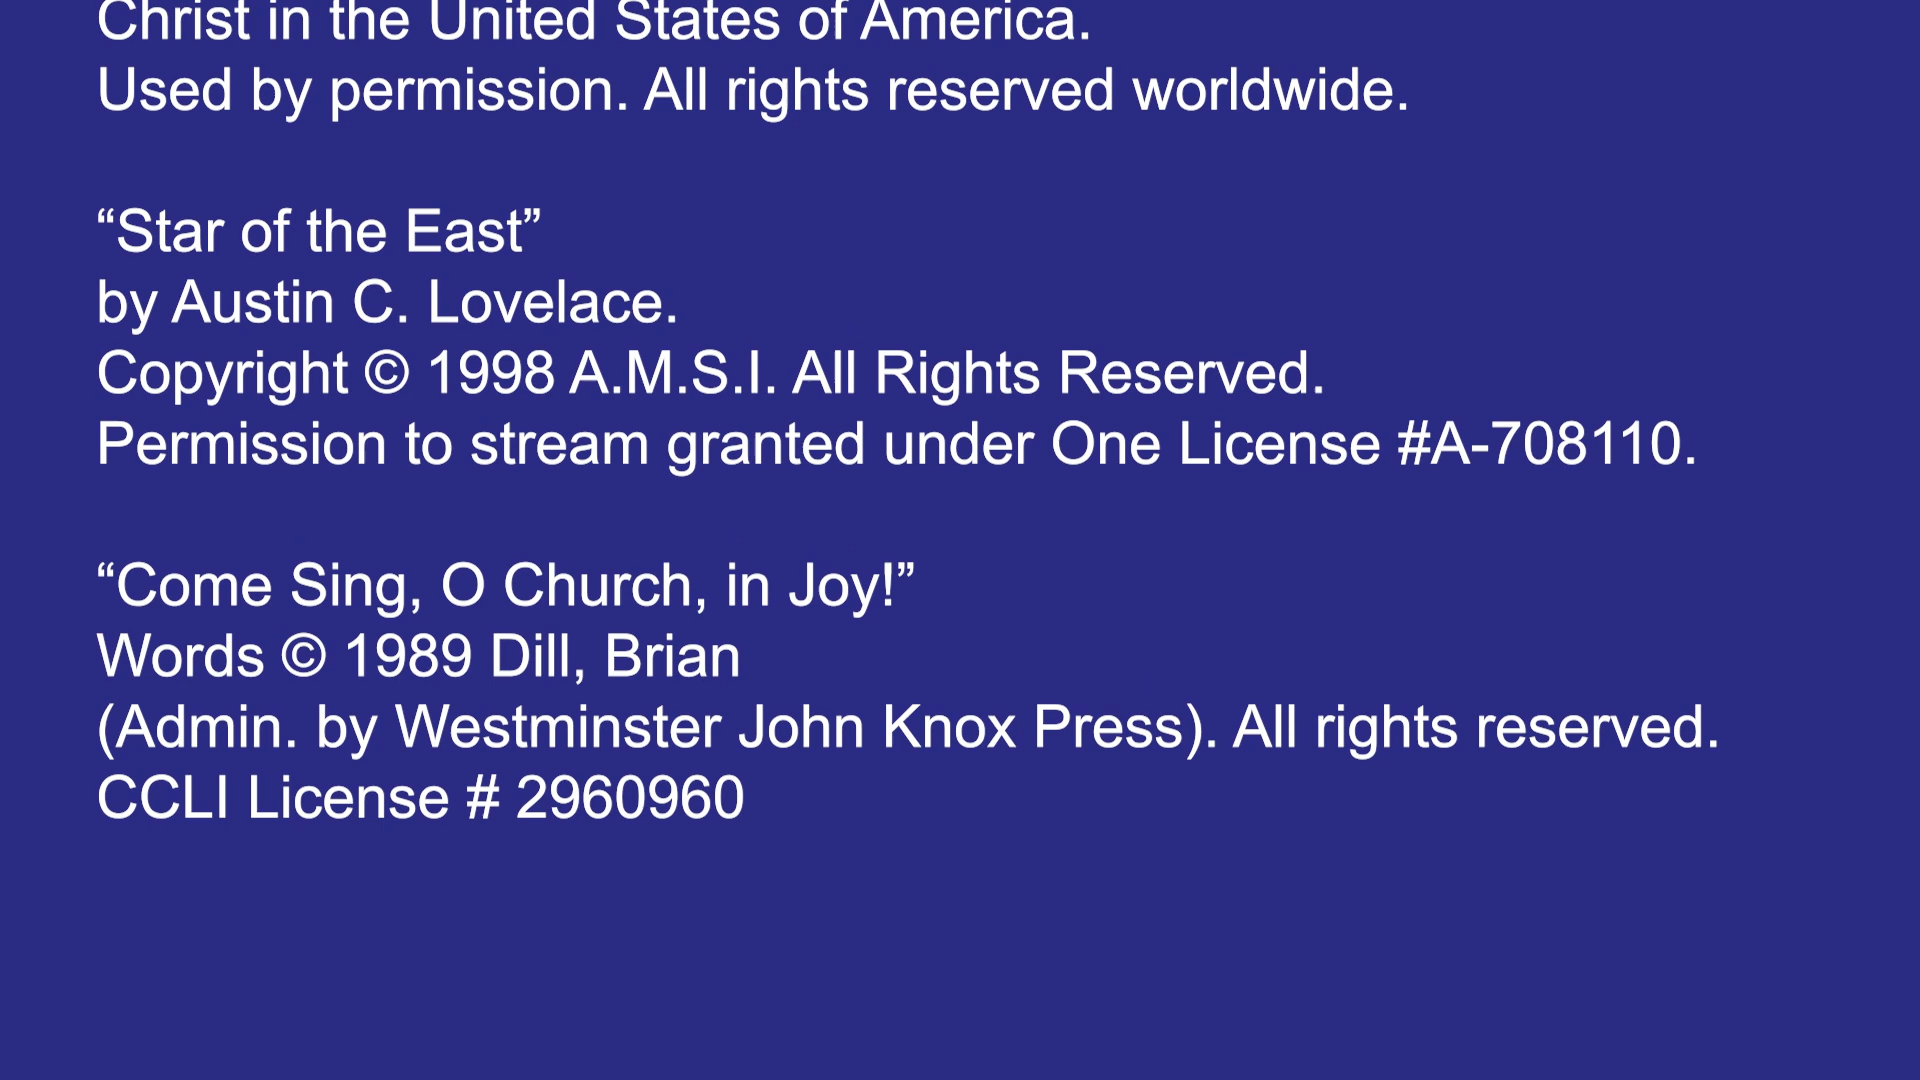 Christ in the United States of America.
Used by permission. All rights reserved worldwide.
“Star of the East”
by Austin C. Lovelace.
Copyright © 1998 A.M.S.I. All Rights Reserved.
Permission to stream granted under One License #A-708110.
“Come Sing, O Church, in Joy!”
Words © 1989 Dill, Brian
(Admin. by Westminster John Knox Press). All rights reserved.
CCLI License # 2960960